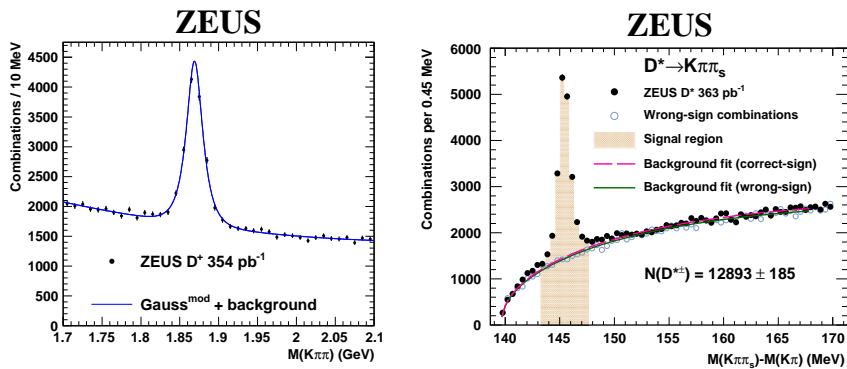 ZEUS
Combinations / 10 MeV
4500
4000
3500
3000
2500
2000
1500
1000
500
0
ZEUS D⁺ 354 pb⁻¹
Gaussᵐᵒᵈ + background
1.7 1.75 1.8 1.85 1.9 1.95 2 2.05 2.1
M(Kππ) (GeV)
ZEUS
Combinations per 0.45 MeV
6000
5000
4000
3000
2000
1000
0
D*→Kππₛ
ZEUS D* 363 pb⁻¹
Wrong-sign combinations
Signal region
Background fit (correct-sign)
Background fit (wrong-sign)
N(D*±) = 12893 ± 185
140 145 150 155 160 165 170
M(Kππₛ)-M(Kπ) (MeV)